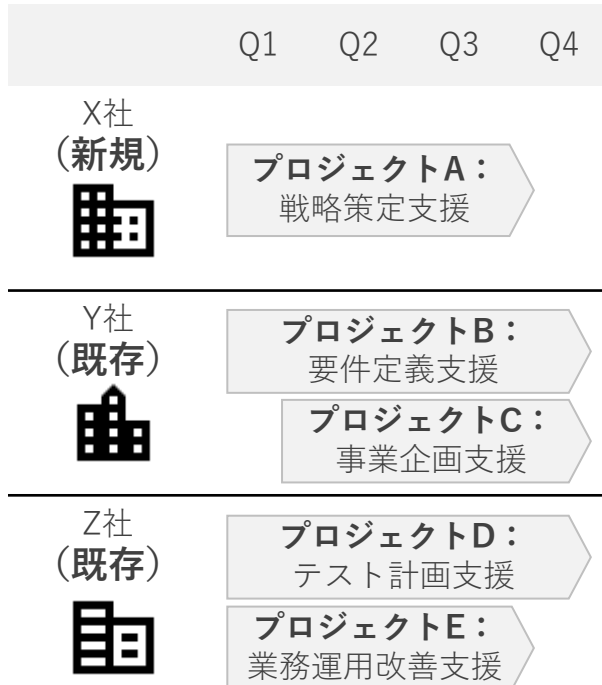 Q1 Q2 Q3 Q4
X社
（新規）
プロジェクトA：
戦略策定支援
Y社
（既存）
プロジェクトB：
要件定義支援
プロジェクトC：
事業企画支援
Z社
（既存）
プロジェクトD：
テスト計画支援
プロジェクトE：
業務運用改善支援